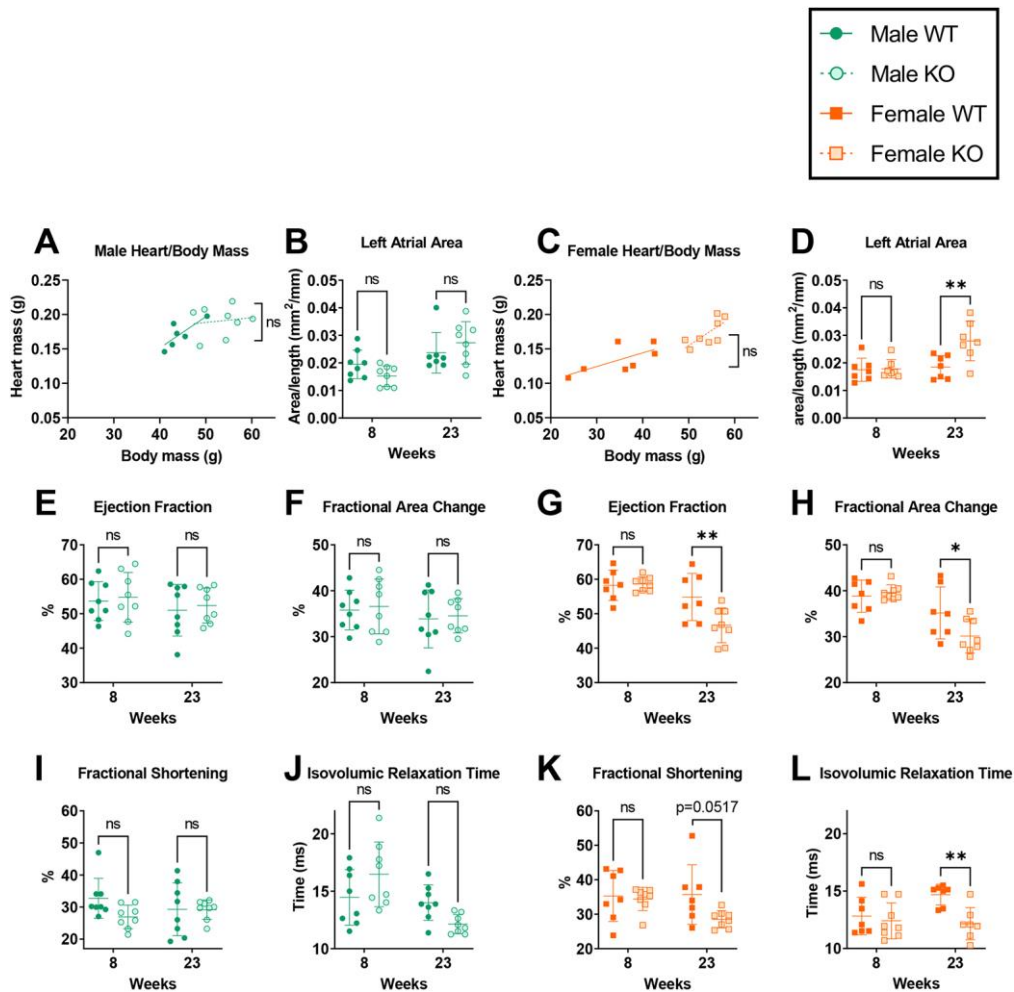 Male WT
Male KO
Female WT
Female KO
A
Male Heart/Body Mass
Heart mass (g)
0.25
0.20
0.15
0.10
0.05
20 30 40 50 60 70
Body mass (g)
ns
B
Left Atrial Area
Area/length (mm²/mm)
0.05
0.04
0.03
0.02
0.01
0.00
ns
ns
8 23
Weeks
C
Female Heart/Body Mass
Heart mass (g)
0.25
0.20
0.15
0.10
0.05
20 30 40 50 60 70
Body mass (g)
ns
D
Left Atrial Area
area/length (mm²/mm)
0.05
0.04
0.03
0.02
0.01
0.00
ns
**
8 23
Weeks
E
Ejection Fraction
%
70
60
50
40
30
ns
ns
8 23
Weeks
F
Fractional Area Change
%
50
40
30
20
ns
ns
8 23
Weeks
G
Ejection Fraction
%
70
60
50
40
30
ns
**
8 23
Weeks
H
Fractional Area Change
%
50
40
30
20
ns
*
8 23
Weeks
I
Fractional Shortening
%
60
50
40
30
20
ns
ns
8 23
Weeks
J
Isovolumic Relaxation Time
Time (ms)
20
15
10
ns
ns
8 23
Weeks
K
Fractional Shortening
%
60
50
40
30
20
ns
p=0.0517
8 23
Weeks
L
Isovolumic Relaxation Time
Time (ms)
20
15
10
ns
**
8 23
Weeks